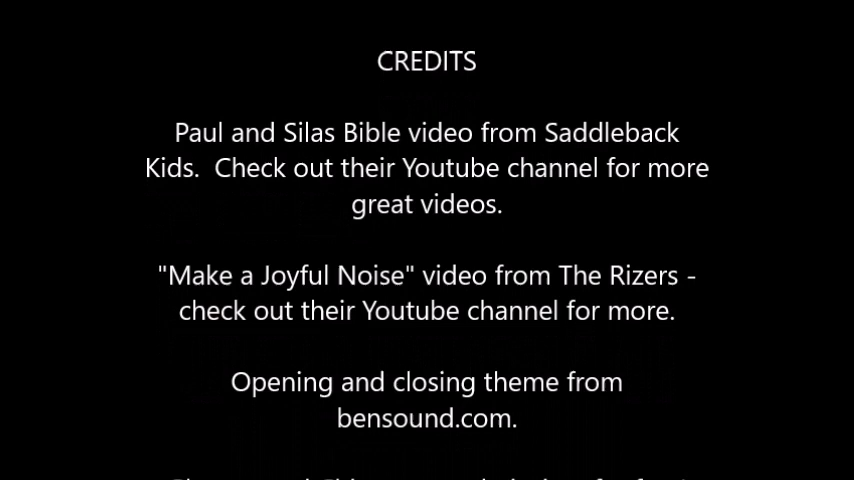 CREDITS
Paul and Silas Bible video from Saddleback
Kids.  Check out their Youtube channel for more
great videos.
"Make a Joyful Noise" video from The Rizers -
check out their Youtube channel for more.
Opening and closing theme from
bensound.com.